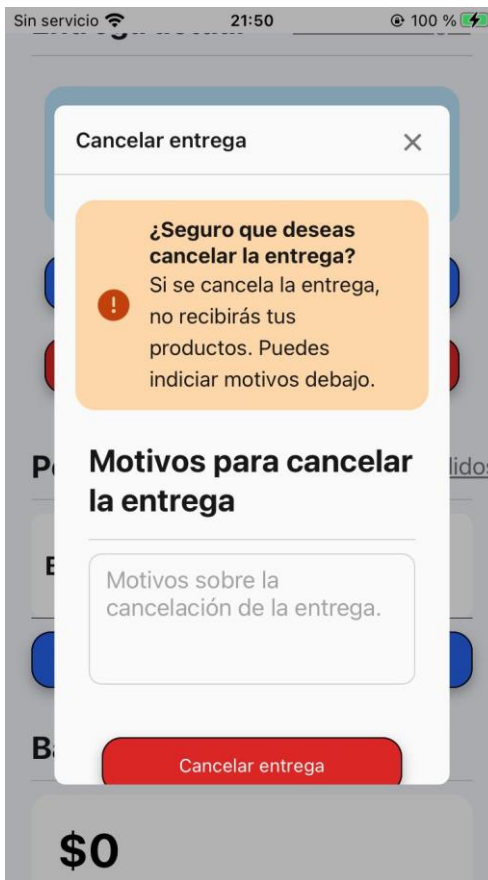 Sin servicio 21:50 100 %
Cancelar entrega
¿Seguro que deseas
cancelar la entrega?
Si se cancela la entrega,
no recibirás tus
productos. Puedes
indiciar motivos debajo.
Motivos para cancelar
la entrega
Motivos sobre la
cancelación de la entrega.
Cancelar entrega
$0